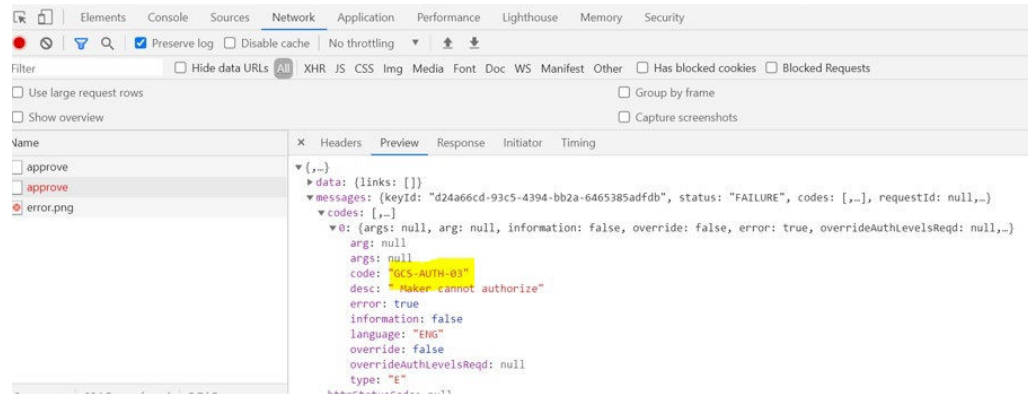 Elements Console Sources Network Application Performance Lighthouse Memory Security
Preserve log Disable cache No throttling
Filter Hide data URLs All XHR JS CSS Img Media Font Doc WS Manifest Other Has blocked cookies Blocked Requests
Use large request rows Group by frame
Show overview Capture screenshots
Name × Headers Preview Response Initiator Timing
approve ▼{,…}
approve ▶data: {links: []}
error.png ▼messages: {keyId: "d24a66cd-93c5-4394-bb2a-6465385adfdb", status: "FAILURE", codes: [,…], requestId: null,…}
▼codes: [,…]
▼0: {args: null, arg: null, information: false, override: false, error: true, overrideAuthLevelsReqd: null,…}
arg: null
args: null
code: "GCS-AUTH-03"
desc: " Maker cannot authorize"
error: true
information: false
language: "ENG"
override: false
overrideAuthLevelsReqd: null
type: "E"
httpStatusCode: null